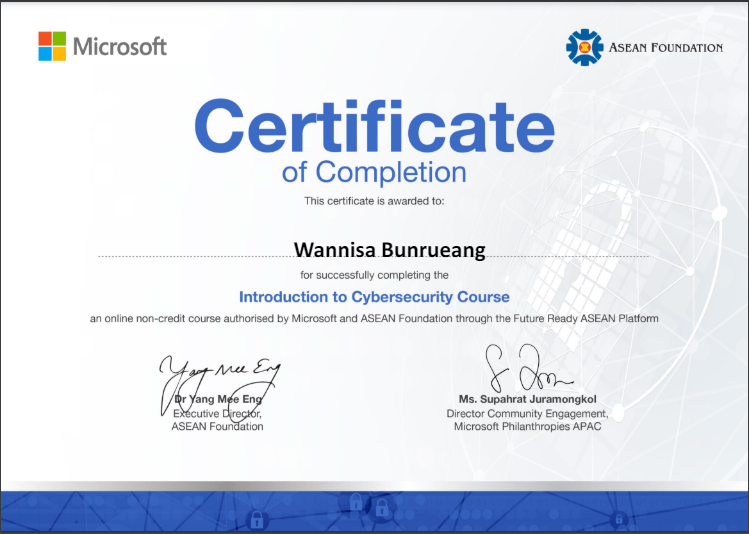 Microsoft
ASEAN FOUNDATION
Certificate
of Completion
This certificate is awarded to:
Wannisa Bunrueang
for successfully completing the
Introduction to Cybersecurity Course
an online non-credit course authorised by Microsoft and ASEAN Foundation through the Future Ready ASEAN Platform
Yang Mee Eng
Dr Yang Mee Eng
Executive Director,
ASEAN Foundation
Ms. Supahrat Juramongkol
Director Community Engagement,
Microsoft Philanthropies APAC